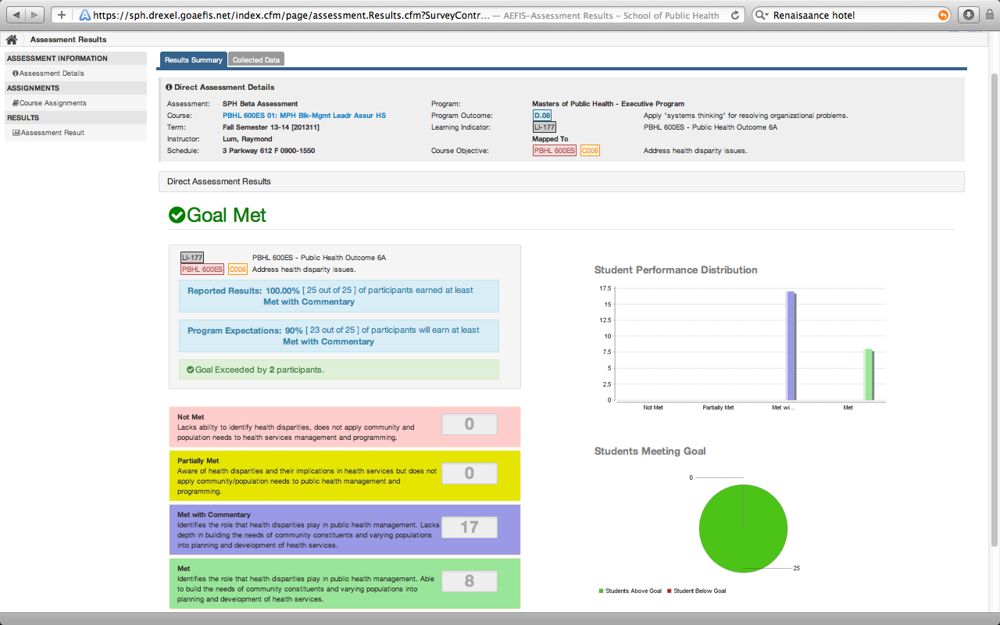 https://sph.drexel.goaefis.net/index.cfm/page/assessment.Results.cfm?SurveyContr... — AEFIS-Assessment Results – School of Public Health
Renaisaance hotel
Assessment Results
ASSESSMENT INFORMATION
Assessment Details
ASSIGNMENTS
Course Assignments
RESULTS
Assessment Result
Results Summary
Collected Data
Direct Assessment Details
Assessment: SPH Beta Assessment
Course: PBHL 600ES 01: MPH Blk-Mgmt Leadr Assur HS
Term: Fall Semester 13-14 [201311]
Instructor: Lum, Raymond
Schedule: 3 Parkway 612 F 0900-1550
Program: Masters of Public Health - Executive Program
Program Outcome: D.08 Apply "systems thinking" for resolving organizational problems.
Learning Indicator: LI-177 PBHL 600ES - Public Health Outcome 6A
Mapped To
Course Objective: PBHL 600ES C006 Address health disparity issues.
Direct Assessment Results
Goal Met
LI-177 PBHL 600ES - Public Health Outcome 6A
PBHL 600ES C006 Address health disparity issues.
Reported Results: 100.00% [ 25 out of 25 ] of participants earned at least
Met with Commentary
Program Expectations: 90% [ 23 out of 25 ] of participants will earn at least
Met with Commentary
Goal Exceeded by 2 participants.
Not Met
Lacks ability to identify health disparities, does not apply community and
population needs to health services management and programming.
0
Partially Met
Aware of health disparities and their implications in health services but does not
apply community/population needs to public health management and
programming.
0
Met with Commentary
Identifies the role that health disparities play in public health management. Lacks
depth in building the needs of community constituents and varying populations
into planning and development of health services.
17
Met
Identifies the role that health disparities play in public health management. Able
to build the needs of community constituents and varying populations into
planning and development of health services.
8
Student Performance Distribution
17.5
15
12.5
10
7.5
5
2.5
0
Not Met Partially Met Met wi... Met
Students Meeting Goal
0
25
Students Above Goal Student Below Goal